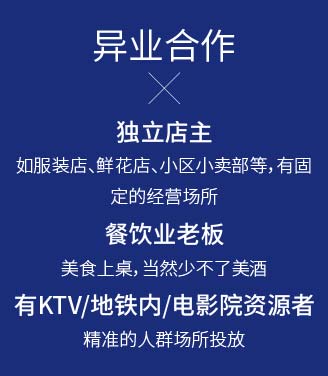 异业合作
独立店主
如服装店、鲜花店、小区小卖部等，有固
定的经营场所
餐饮业老板
美食上桌，当然少不了美酒
有KTV/地铁内/电影院资源者
精准的人群场所投放